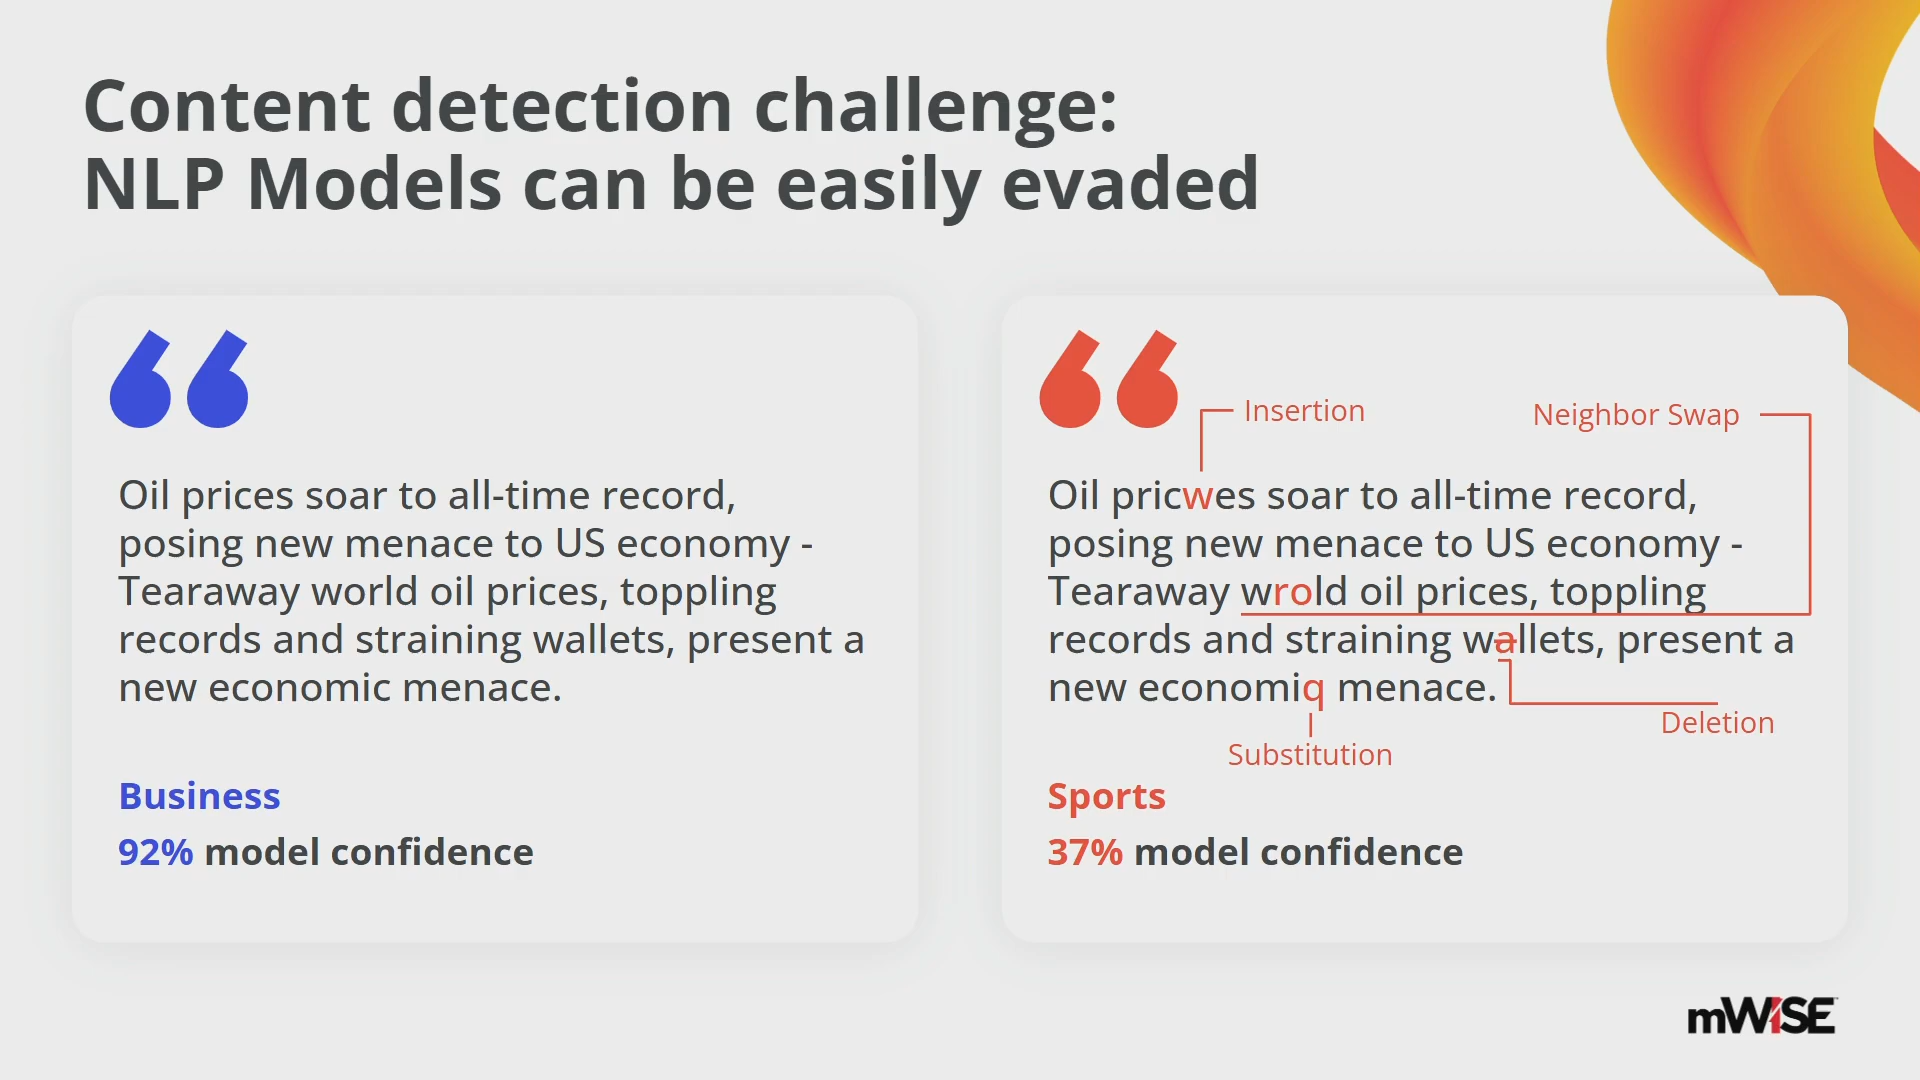 Content detection challenge:
NLP Models can be easily evaded
Oil prices soar to all-time record,
posing new menace to US economy -
Tearaway world oil prices, toppling
records and straining wallets, present a
new economic menace.
Business
92% model confidence
Insertion
Neighbor Swap
Oil pricwes soar to all-time record,
posing new menace to US economy -
Tearaway wrold oil prices, toppling
records and straining wallets, present a
new economiq menace.
Deletion
Substitution
Sports
37% model confidence
mWISE